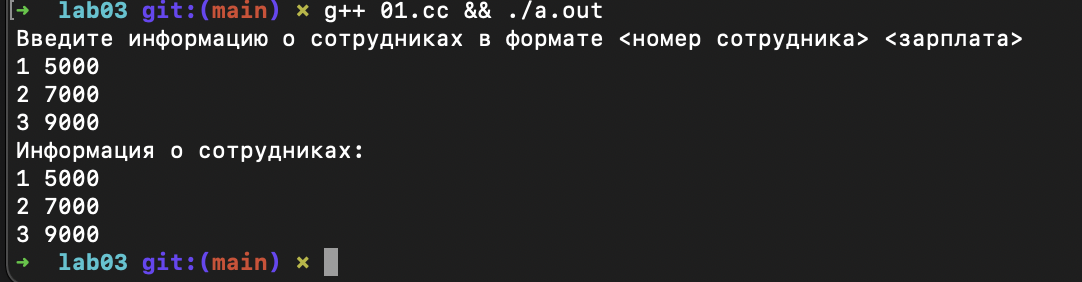 ➜  lab03 git:(main) ✗ g++ 01.cc && ./a.out
Введите информацию о сотрудниках в формате <номер сотрудника> <зарплата>
1 5000
2 7000
3 9000
Информация о сотрудниках:
1 5000
2 7000
3 9000
➜  lab03 git:(main) ✗